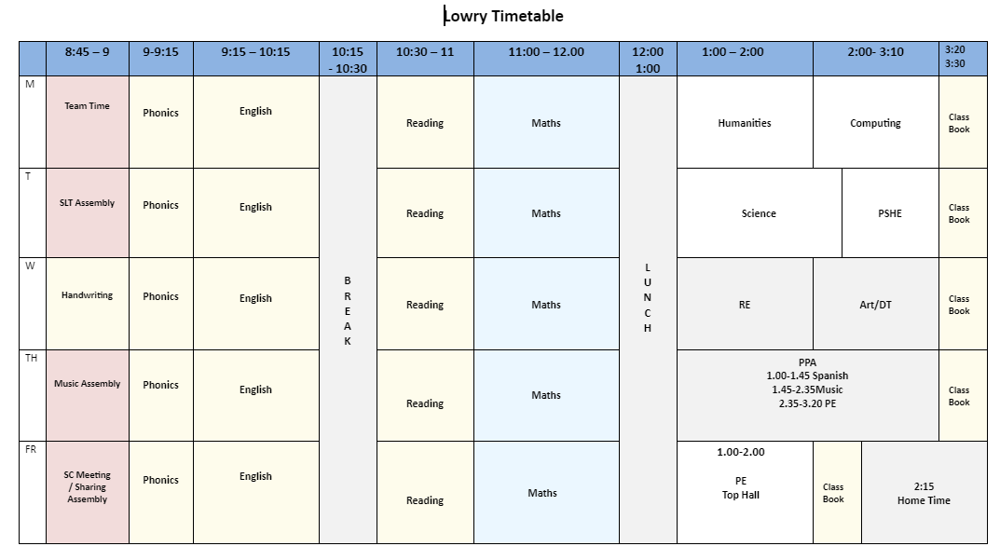 Lowry Timetable
8:45 – 9
9-9:15
9:15 – 10:15
10:15
- 10:30
10:30 – 11
11:00 – 12.00
12:00
1:00
1:00 – 2:00
2:00- 3:10
3:20
3:30
M
Team Time
Phonics
English
Reading
Maths
Humanities
Computing
Class
Book
T
SLT Assembly
Phonics
English
Reading
Maths
Science
PSHE
Class
Book
W
Handwriting
Phonics
English
B
R
E
A
K
Reading
Maths
L
U
N
C
H
RE
Art/DT
Class
Book
TH
Music Assembly
Phonics
English
Reading
Maths
PPA
1.00-1.45 Spanish
1.45-2.35Music
2.35-3.20 PE
Class
Book
FR
SC Meeting
/ Sharing
Assembly
Phonics
English
Reading
Maths
1.00-2.00
PE
Top Hall
Class
Book
2:15
Home Time